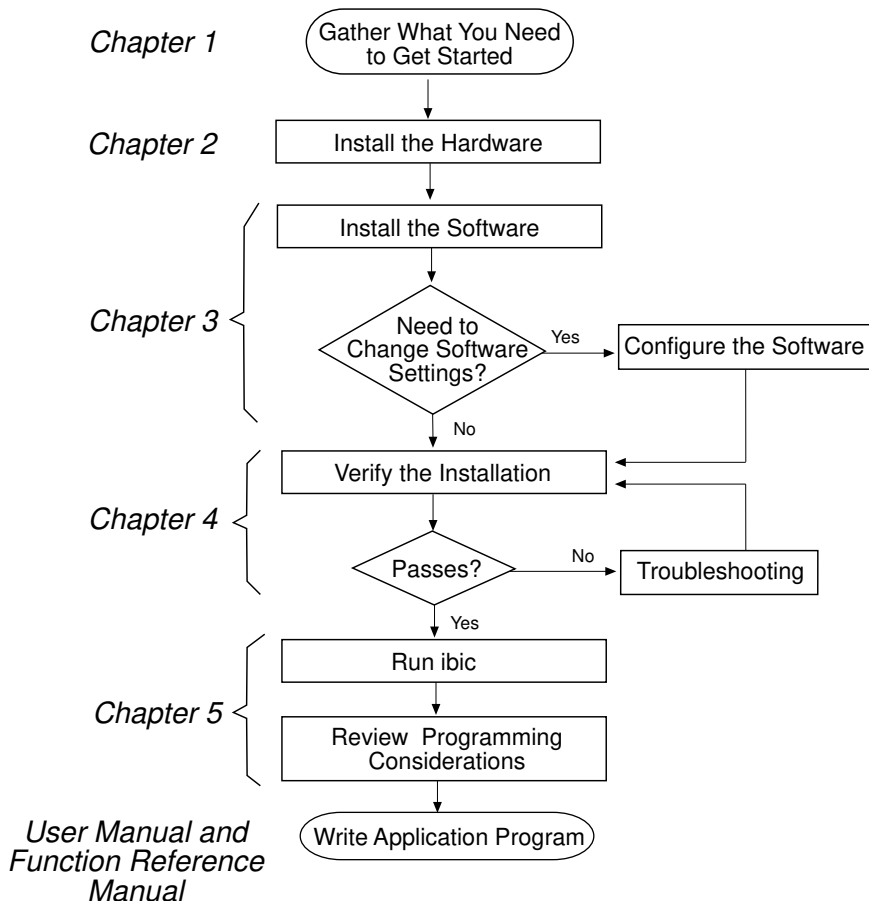 Chapter 1
Gather What You Need
to Get Started
Chapter 2
Install the Hardware
Install the Software
Chapter 3
Need to
Change Software
Settings?
Yes
Configure the Software
No
Verify the Installation
Chapter 4
Passes?
No
Troubleshooting
Yes
Run ibic
Chapter 5
Review Programming
Considerations
User Manual and
Function Reference
Manual
Write Application Program